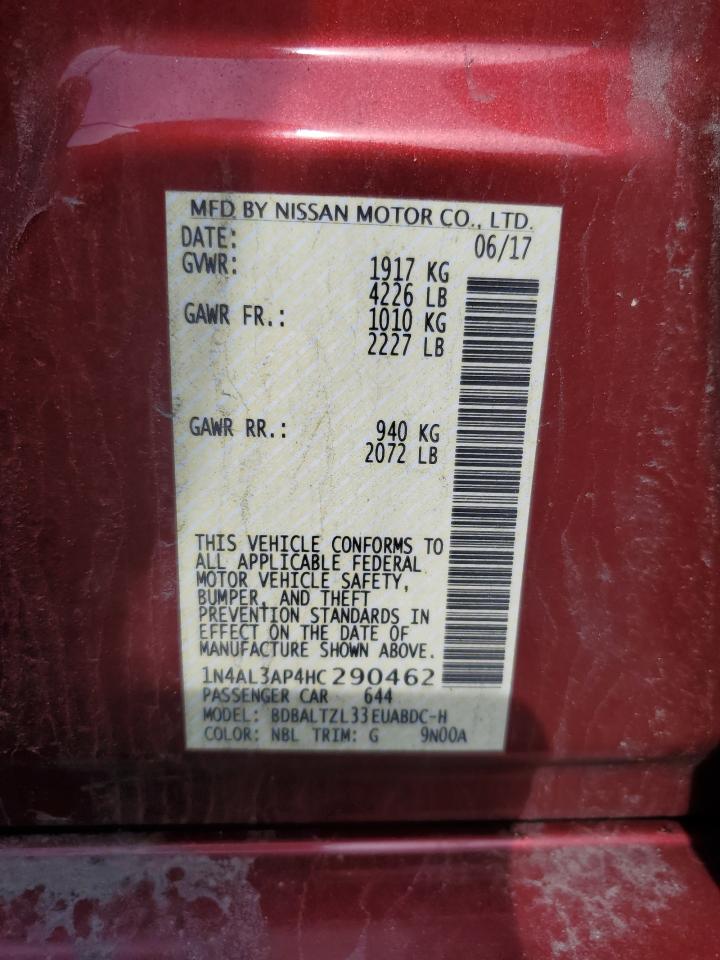 MFD BY NISSAN MOTOR CO., LTD.
DATE: 06/17
GVWR: 1917 KG
4226 LB
GAWR FR.: 1010 KG
2227 LB
GAWR RR.: 940 KG
2072 LB
THIS VEHICLE CONFORMS TO
ALL APPLICABLE FEDERAL
MOTOR VEHICLE SAFETY,
BUMPER, AND THEFT
PREVENTION STANDARDS IN
EFFECT ON THE DATE OF
MANUFACTURE SHOWN ABOVE.
1N4AL3AP4HC290462
PASSENGER CAR 644
MODEL: BDBALTZL33EUABDC-H
COLOR: NBL TRIM: G 9N00A